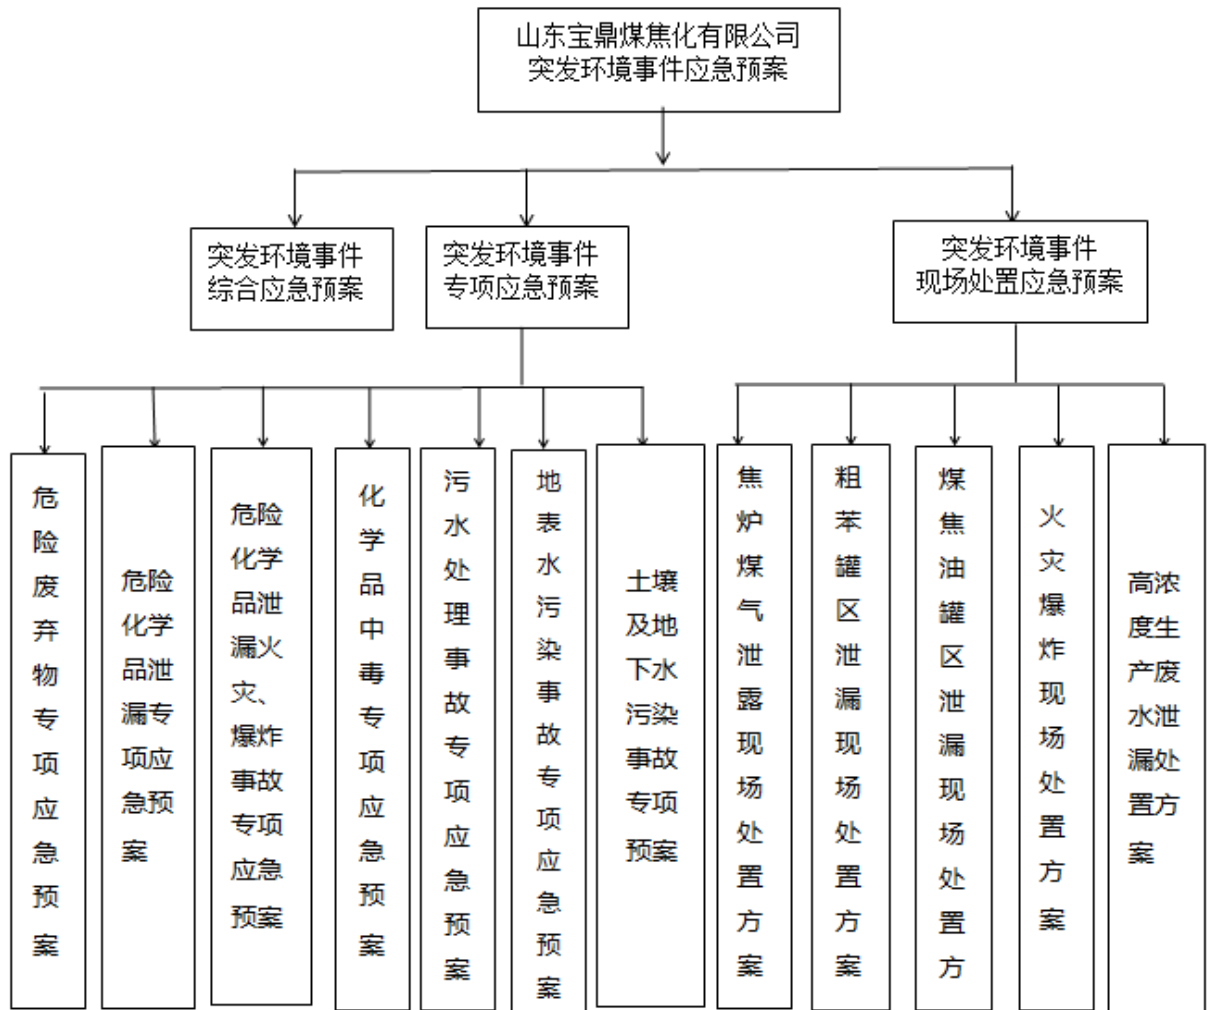 山东宝鼎煤焦化有限公司
突发环境事件应急预案
突发环境事件
综合应急预案
突发环境事件
专项应急预案
突发环境事件
现场处置应急预案
危险废弃物专项应急预案
危险
化学
品泄
漏专
项应
急预
案
危险
化学
品泄
漏火
灾、
爆炸
事故
专项
应急
预案
化学品中毒专项应急预案
污水处理事故专项应急预案
地表水污染事故专项应急预案
土壤
及地
下水
污染
事故
专项
预案
焦炉煤气泄露现场处置方案
粗苯罐区泄漏现场处置方案
煤焦油罐区泄漏现场处置方
火灾爆炸现场处置方案
高浓
度生
产废
水泄
漏处
置方
案